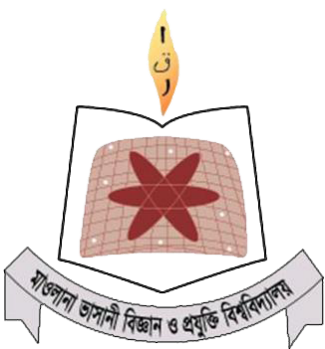 ا
ق
ر
মাওলানা ভাসানী বিজ্ঞান ও প্রযুক্তি বিশ্ববিদ্যালয়